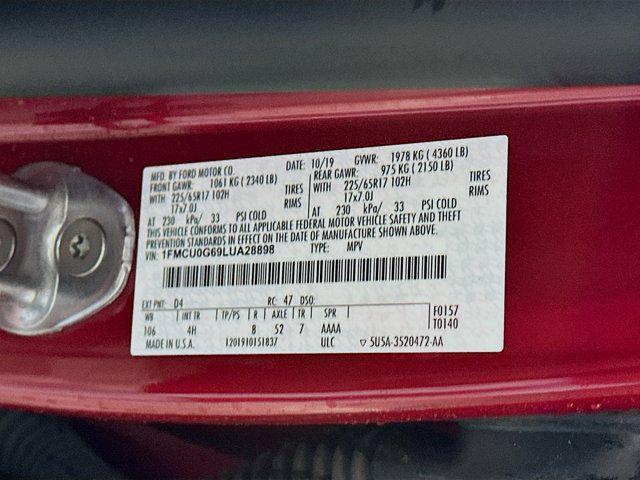 MFD. BY FORD MOTOR CO. DATE: 10/19 GVWR: 1978 KG ( 4360 LB)
FRONT GAWR: 1061 KG ( 2340 LB) REAR GAWR: 975 KG ( 2150 LB)
WITH 225/65R17 102H TIRES WITH 225/65R17 102H TIRES
17x7.0J RIMS 17x7.0J RIMS
AT 230 kPa/ 33 PSI COLD AT 230 kPa/ 33 PSI COLD
THIS VEHICLE CONFORMS TO ALL APPLICABLE FEDERAL MOTOR VEHICLE SAFETY AND THEFT
PREVENTION STANDARDS IN EFFECT ON THE DATE OF MANUFACTURE SHOWN ABOVE.
VIN: 1FMCU0G69LUA28898 TYPE: MPV
EXT PNT: D4 RC: 47 DSO: F0157
WB INT TR TP/PS R AXLE TR SPR T0140
106 4H 8 52 7 AAAA
MADE IN U.S.A. 1201910151837 ULC ▽ 5U5A-3520472-AA